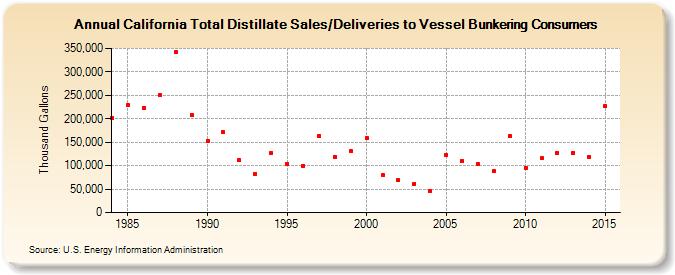 Annual California Total Distillate Sales/Deliveries to Vessel Bunkering Consumers
Thousand Gallons
350,000
300,000
250,000
200,000
150,000
100,000
50,000
0
1985 1990 1995 2000 2005 2010 2015
Source: U.S. Energy Information Administration